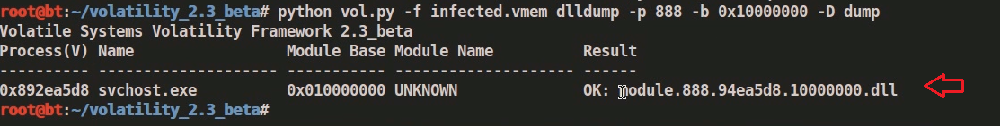 root@bt:~/volatility_2.3_beta# python vol.py -f infected.vmem dlldump -p 888 -b 0x10000000 -D dump
Volatile Systems Volatility Framework 2.3_beta
Process(V) Name                 Module Base Module Name          Result
---------- -------------------- ----------- -------------------- ------
0x892ea5d8 svchost.exe          0x010000000 UNKNOWN              OK: module.888.94ea5d8.10000000.dll
root@bt:~/volatility_2.3_beta#